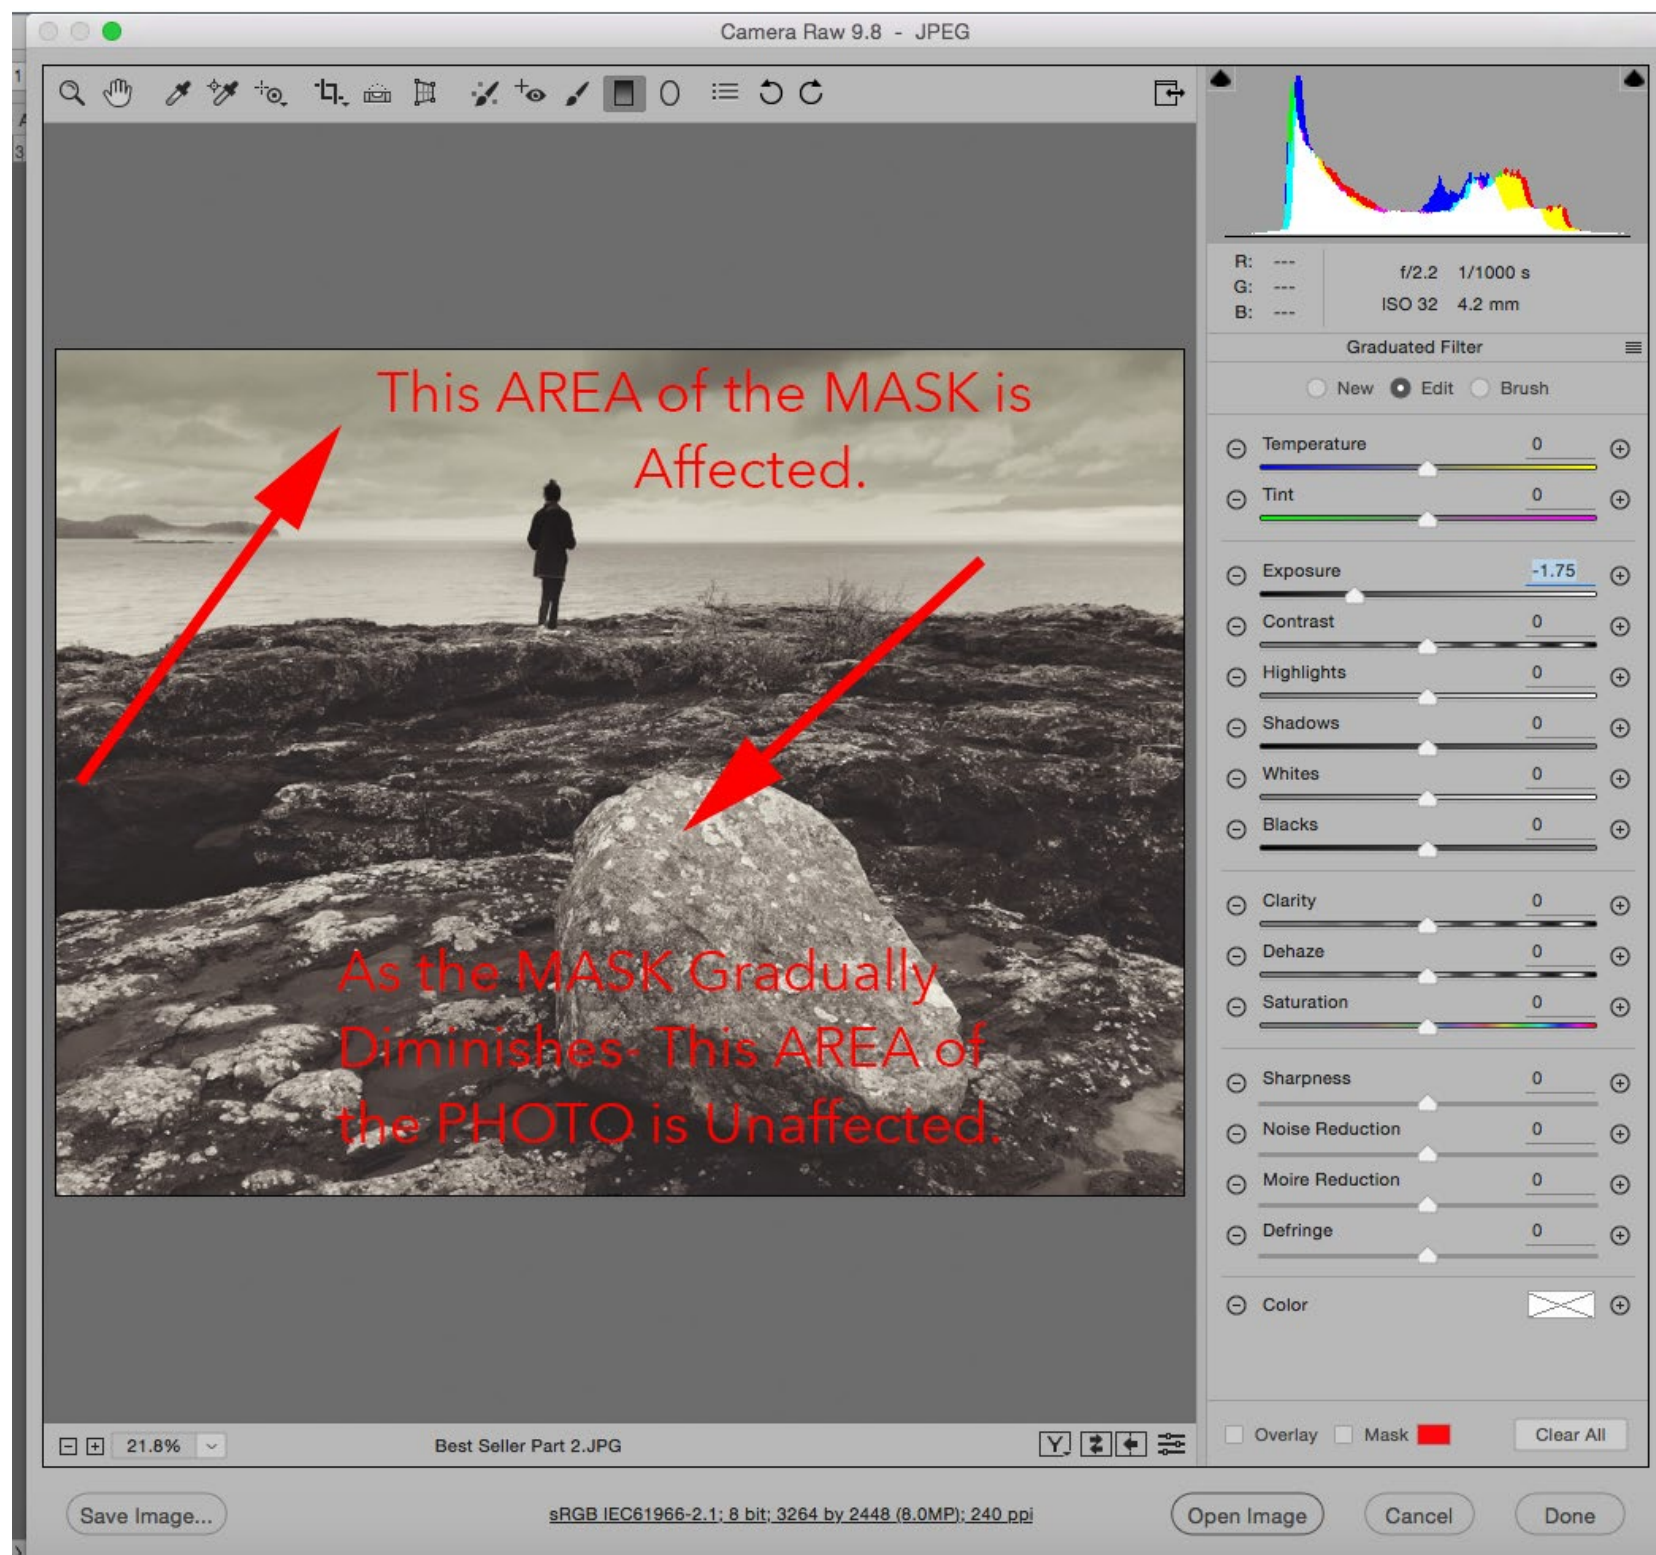 Camera Raw 9.8 - JPEG
1
3
This AREA of the MASK is
Affected.
As the MASK Gradually
Diminishes- This AREA of
the PHOTO is Unaffected.
R: ---
G: ---
B: ---
f/2.2 1/1000 s
ISO 32 4.2 mm
Graduated Filter
New Edit Brush
Temperature 0
Tint 0
Exposure -1.75
Contrast 0
Highlights 0
Shadows 0
Whites 0
Blacks 0
Clarity 0
Dehaze 0
Saturation 0
Sharpness 0
Noise Reduction 0
Moire Reduction 0
Defringe 0
Color
Overlay Mask Clear All
21.8% Best Seller Part 2.JPG Y
Save Image... sRGB IEC61966-2.1; 8 bit; 3264 by 2448 (8.0MP); 240 ppi Open Image Cancel Done